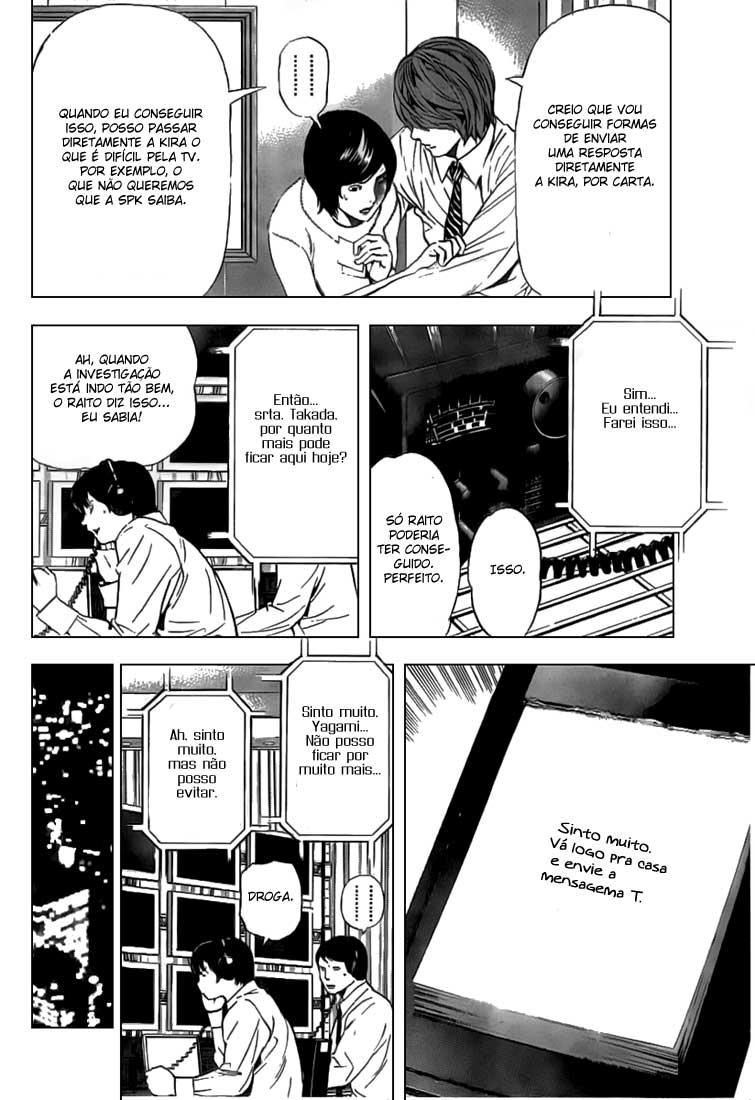 CREIO QUE VOU
CONSEGUIR FORMAS
DE ENVIAR
UMA RESPOSTA
DIRETAMENTE
A KIRA, POR CARTA.
QUANDO EU CONSEGUIR
ISSO, POSSO PASSAR
DIRETAMENTE A KIRA O
QUE É DIFÍCIL PELA TV.
POR EXEMPLO, O
QUE NÃO QUEREMOS
QUE A SPK SAIBA.
Sim...
Eu entendi...
Farei isso...
ISSO.
SÓ RAITO
PODERIA
TER CONSE-
GUIDO.
PERFEITO.
Então...
srta. Takada,
por quanto
mais pode
ficar aqui hoje?
AH, QUANDO
A INVESTIGAÇÃO
ESTÁ INDO TÃO BEM,
O RAITO DIZ ISSO...
EU SABIA!
Sinto muito.
Vá logo pra casa
e envie a
mensagema T.
Sinto muito,
Yagami...
Não posso
ficar por
muito mais...
Ah, sinto
muito,
mas não
posso
evitar.
DROGA.